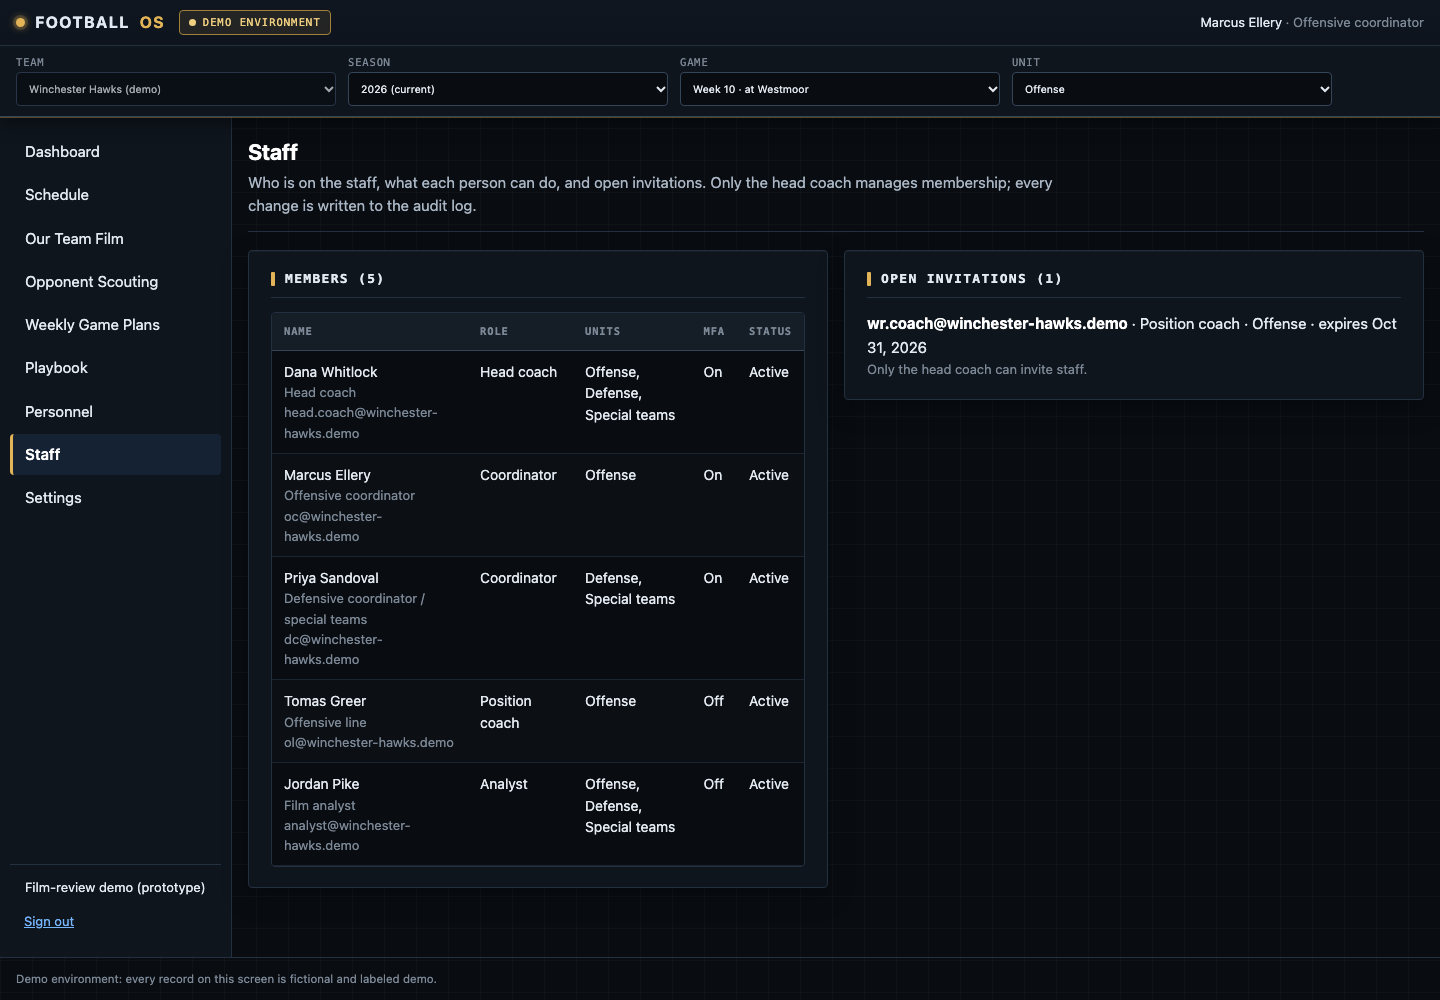 FOOTBALL OS
DEMO ENVIRONMENT
Marcus Ellery · Offensive coordinator
TEAM
Winchester Hawks (demo)
SEASON
2026 (current)
GAME
Week 10 · at Westmoor
UNIT
Offense
Dashboard
Schedule
Our Team Film
Opponent Scouting
Weekly Game Plans
Playbook
Personnel
Staff
Settings
Film-review demo (prototype)
Sign out
Staff
Who is on the staff, what each person can do, and open invitations. Only the head coach manages membership; every
change is written to the audit log.
MEMBERS (5)
NAME ROLE UNITS MFA STATUS
Dana Whitlock Head coach Offense, On Active
Head coach Defense,
head.coach@winchester- Special teams
hawks.demo
Marcus Ellery Coordinator Offense On Active
Offensive coordinator
oc@winchester-
hawks.demo
Priya Sandoval Coordinator Defense, On Active
Defensive coordinator / Special teams
special teams
dc@winchester-
hawks.demo
Tomas Greer Position Offense Off Active
Offensive line coach
ol@winchester-hawks.demo
Jordan Pike Analyst Offense, Off Active
Film analyst Defense,
analyst@winchester- Special teams
hawks.demo
OPEN INVITATIONS (1)
wr.coach@winchester-hawks.demo · Position coach · Offense · expires Oct
31, 2026
Only the head coach can invite staff.
Demo environment: every record on this screen is fictional and labeled demo.